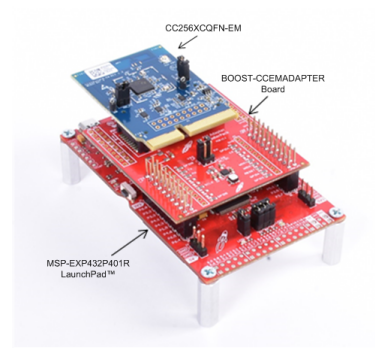 CC256XCQFN-EM
BOOST-CCEMADAPTER
Board
MSP-EXP432P401R
LaunchPad™